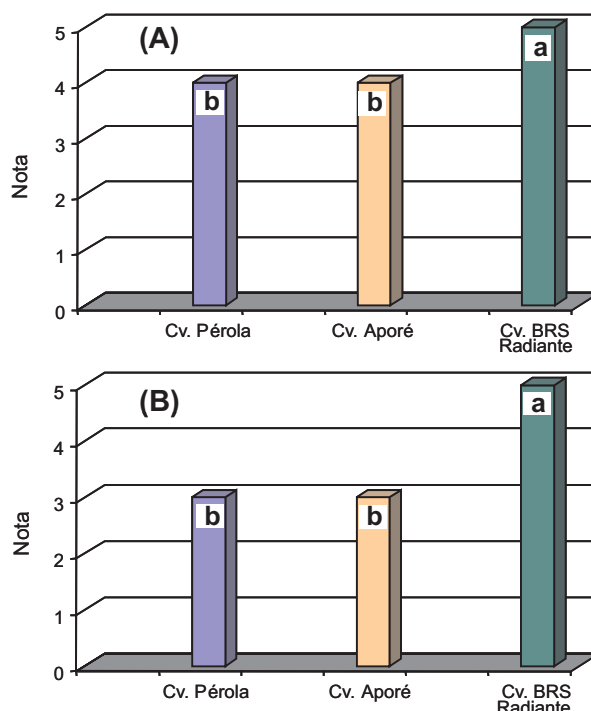 (A)
5
4
3
2
1
0
Nota
b
b
a
Cv. Pérola
Cv. Aporé
Cv. BRS
Radiante
(B)
5
4
3
2
1
0
Nota
b
b
a
Cv. Pérola
Cv. Aporé
Cv. BRS
Radiante